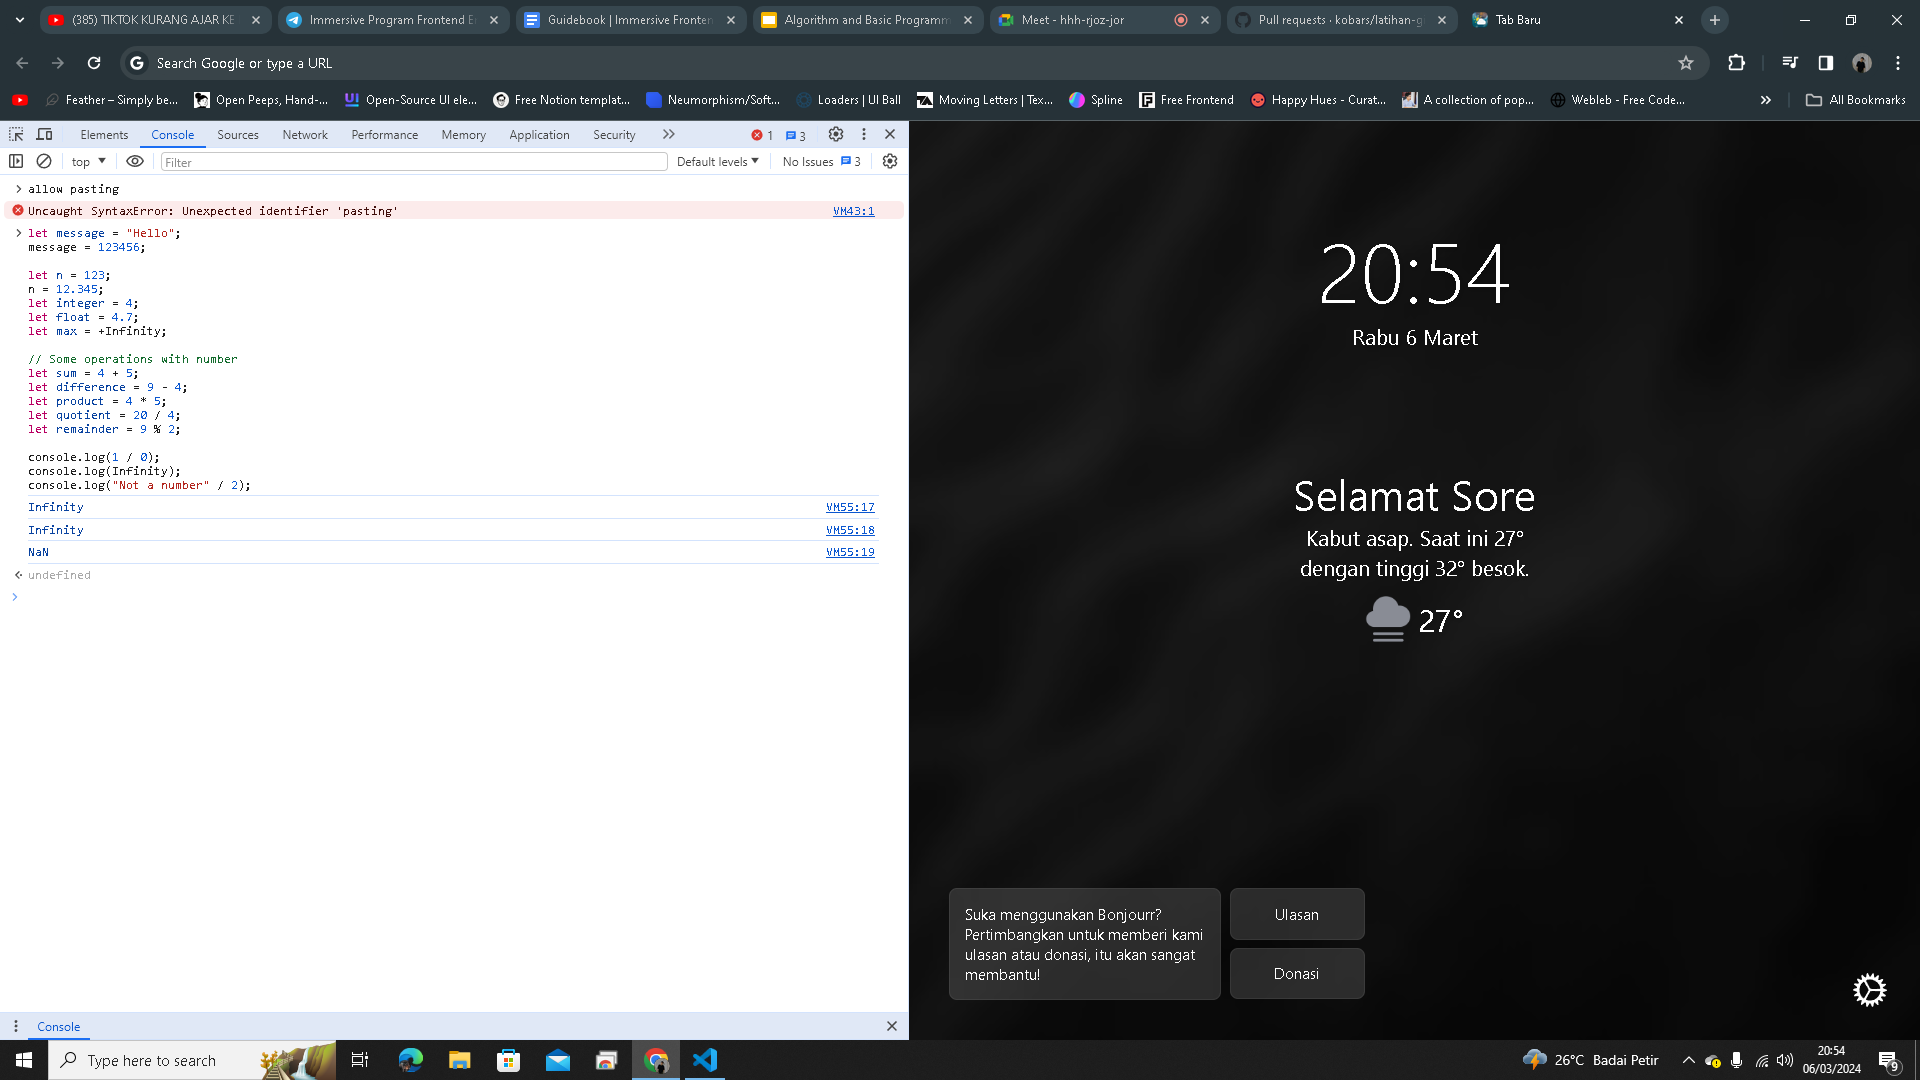 (385) TIKTOK KURANG AJAR KE
Immersive Program Frontend E
Guidebook | Immersive Fronten
Algorithm and Basic Programm
Meet - hhh-rjoz-jor
Pull requests · kobars/latihan-g
Tab Baru
Search Google or type a URL
Feather – Simply be...
Open Peeps, Hand-...
Open-Source UI ele...
Free Notion templat...
Neumorphism/Soft...
Loaders | UI Ball
Moving Letters | Tex...
Spline
Free Frontend
Happy Hues - Curat...
A collection of pop...
Webleb - Free Code...
All Bookmarks
Elements
Console
Sources
Network
Performance
Memory
Application
Security
1
3
top
Filter
Default levels
No Issues
3
allow pasting
Uncaught SyntaxError: Unexpected identifier 'pasting' VM43:1
let message = "Hello";
message = 123456;
let n = 123;
n = 12.345;
let integer = 4;
let float = 4.7;
let max = +Infinity;
// Some operations with number
let sum = 4 + 5;
let difference = 9 - 4;
let product = 4 * 5;
let quotient = 20 / 4;
let remainder = 9 % 2;
console.log(1 / 0);
console.log(Infinity);
console.log("Not a number" / 2);
Infinity VM55:17
Infinity VM55:18
NaN VM55:19
undefined
Console
20:54
Rabu 6 Maret
Selamat Sore
Kabut asap. Saat ini 27°
dengan tinggi 32° besok.
27°
Suka menggunakan Bonjourr?
Pertimbangkan untuk memberi kami
ulasan atau donasi, itu akan sangat
membantu!
Ulasan
Donasi
Type here to search
26°C Badai Petir
20:54
06/03/2024
9